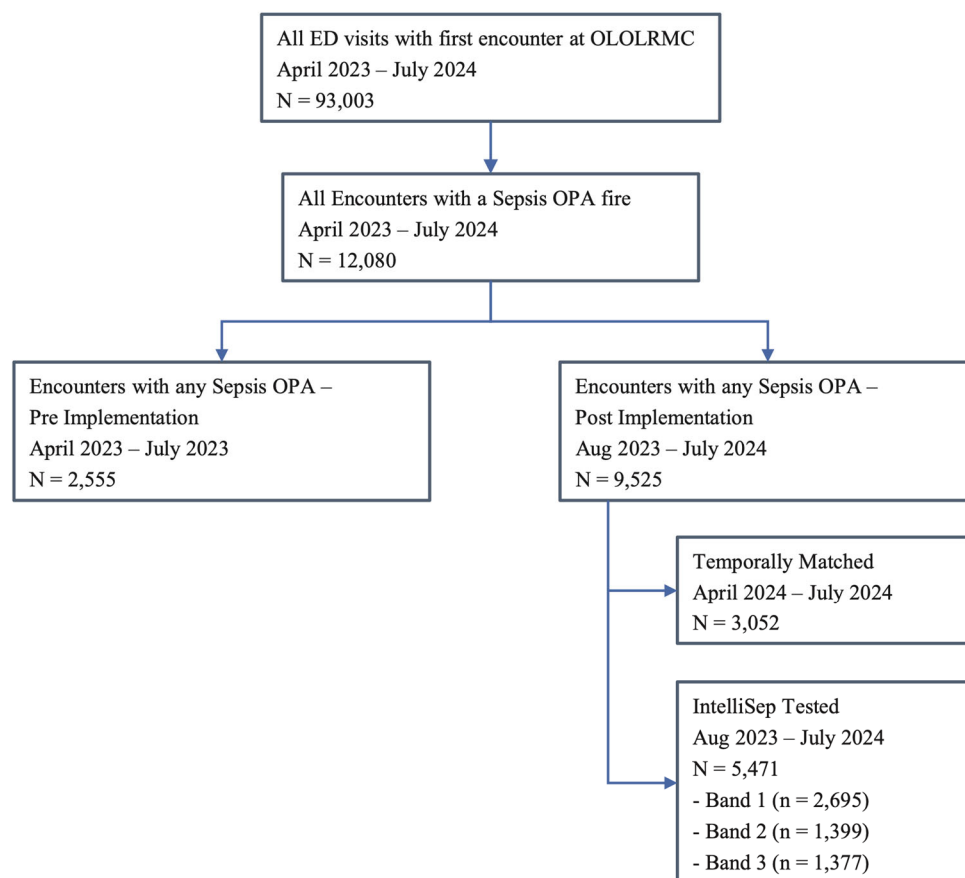 All ED visits with first encounter at OLOLRMC
April 2023 – July 2024
N = 93,003
All Encounters with a Sepsis OPA fire
April 2023 – July 2024
N = 12,080
Encounters with any Sepsis OPA –
Pre Implementation
April 2023 – July 2023
N = 2,555
Encounters with any Sepsis OPA –
Post Implementation
Aug 2023 – July 2024
N = 9,525
Temporally Matched
April 2024 – July 2024
N = 3,052
IntelliSep Tested
Aug 2023 – July 2024
N = 5,471
- Band 1 (n = 2,695)
- Band 2 (n = 1,399)
- Band 3 (n = 1,377)